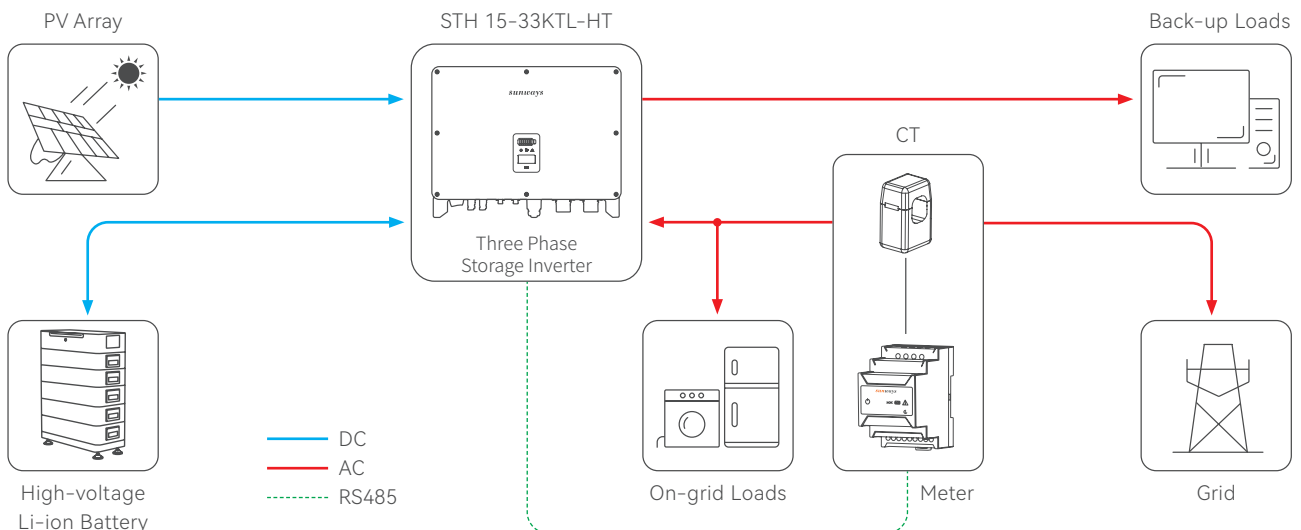 PV Array
STH 15-33KTL-HT
Back-up Loads
sunways
CT
Three Phase
Storage Inverter
sunways
DC
AC
RS485
High-voltage
Li-ion Battery
On-grid Loads
Meter
Grid